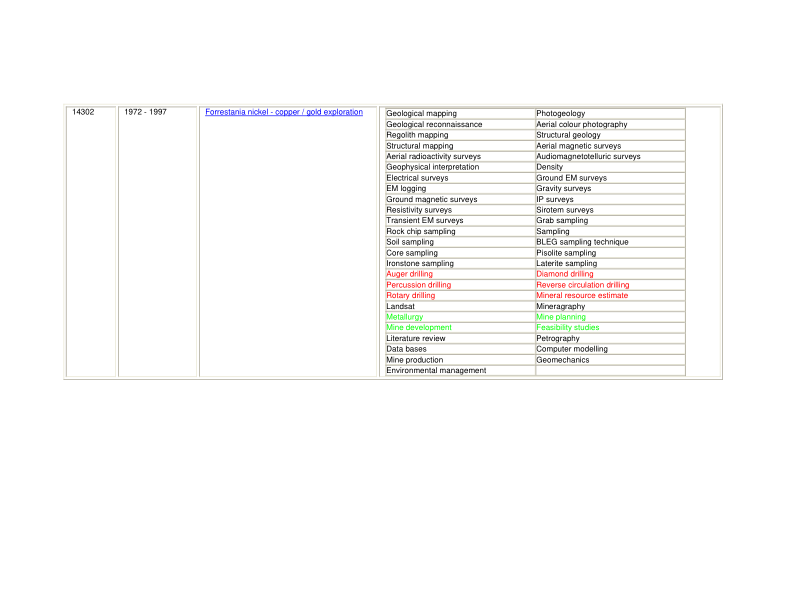 14302 1972 - 1997 Forrestania nickel - copper / gold exploration Geological mapping Photogeology
Geological reconnaissance Aerial colour photography
Regolith mapping Structural geology
Structural mapping Aerial magnetic surveys
Aerial radioactivity surveys Audiomagnetotelluric surveys
Geophysical interpretation Density
Electrical surveys Ground EM surveys
EM logging Gravity surveys
Ground magnetic surveys IP surveys
Resistivity surveys Sirotem surveys
Transient EM surveys Grab sampling
Rock chip sampling Sampling
Soil sampling BLEG sampling technique
Core sampling Pisolite sampling
Ironstone sampling Laterite sampling
Auger drilling Diamond drilling
Percussion drilling Reverse circulation drilling
Rotary drilling Mineral resource estimate
Landsat Mineragraphy
Metallurgy Mine planning
Mine development Feasibility studies
Literature review Petrography
Data bases Computer modelling
Mine production Geomechanics
Environmental management